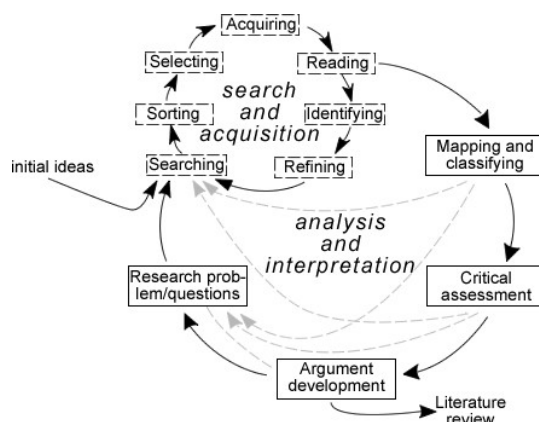 Acquiring
Selecting
Reading
search
and
acquisition
Sorting
Identifying
initial ideas
Searching
Refining
Mapping and
classifying
analysis
and
interpretation
Research prob-
lem/questions
Critical
assessment
Argument
development
Literature
review